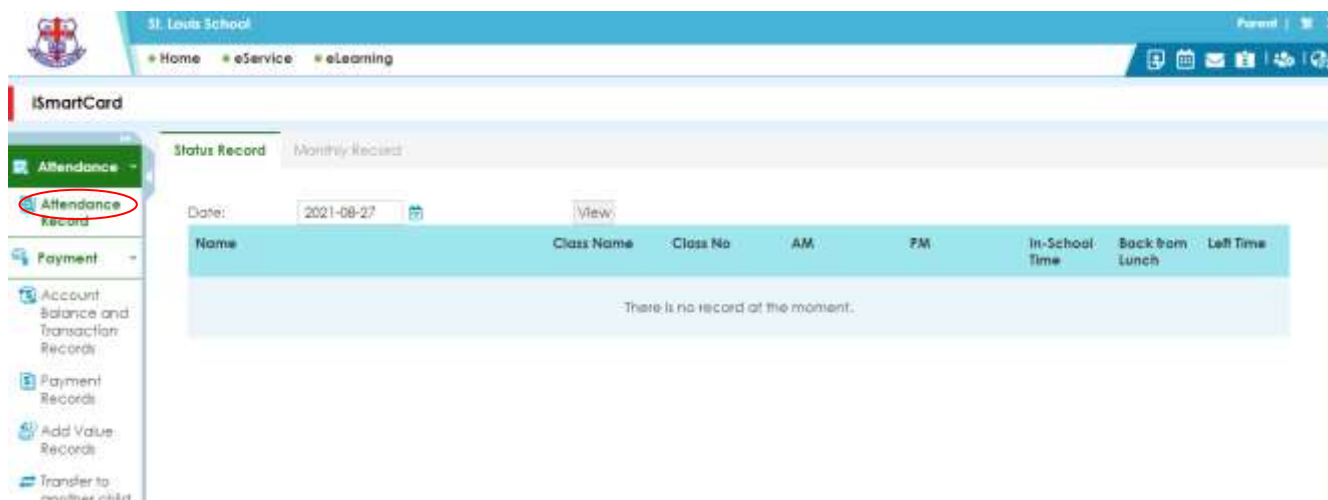 St. Louis School
Parent |
Home eService eLearning
iSmartCard
Attendance
Attendance
Record
Payment
Account
Balance and
Transaction
Records
Payment
Records
Add Value
Records
Transfer to
another child
Status Record Monthly Record
Date: 2021-08-27 View
Name Class Name Class No AM PM In-School Time Back from Lunch Left Time
There is no record at the moment.